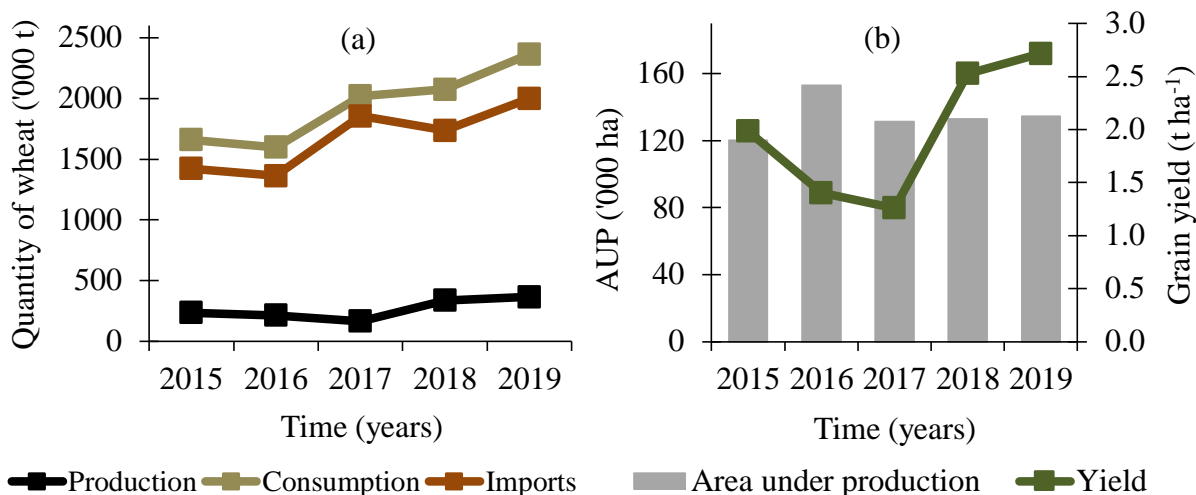 (a)
Quantity of wheat ('000 t)
2500
2000
1500
1000
500
0
2015 2016 2017 2018 2019
Time (years)
Production Consumption Imports
(b)
AUP ('000 ha)
160
120
80
40
0
3.0
2.5
2.0
1.5
1.0
0.5
0.0
Grain yield (t ha⁻¹)
2015 2016 2017 2018 2019
Time (years)
Area under production Yield